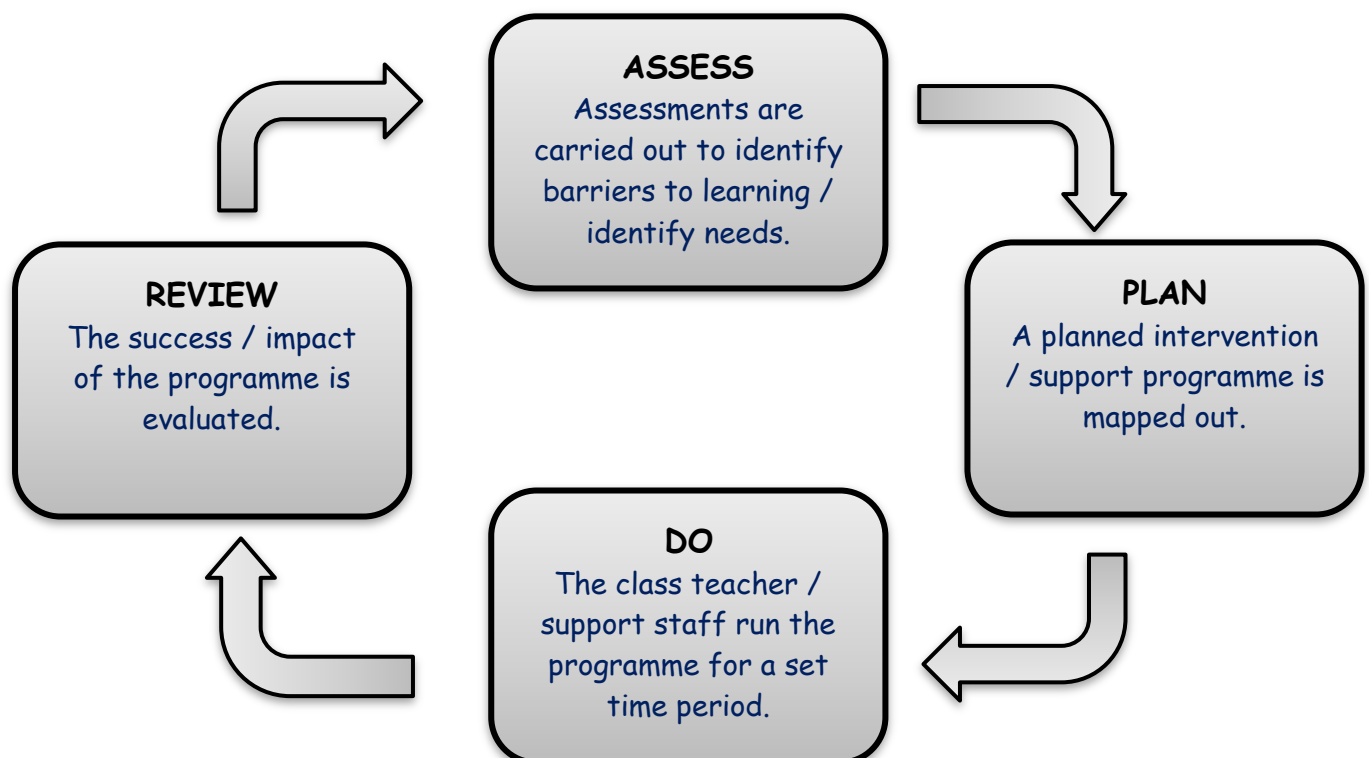 ASSESS
Assessments are
carried out to identify
barriers to learning /
identify needs.
PLAN
A planned intervention
/ support programme is
mapped out.
DO
The class teacher /
support staff run the
programme for a set
time period.
REVIEW
The success / impact
of the programme is
evaluated.